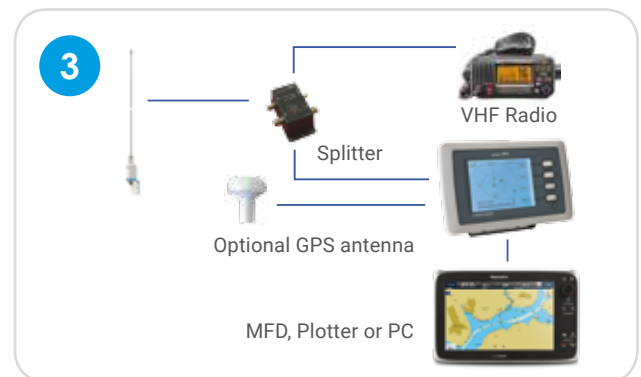 3
VHF Radio
Splitter
Optional GPS antenna
MFD, Plotter or PC